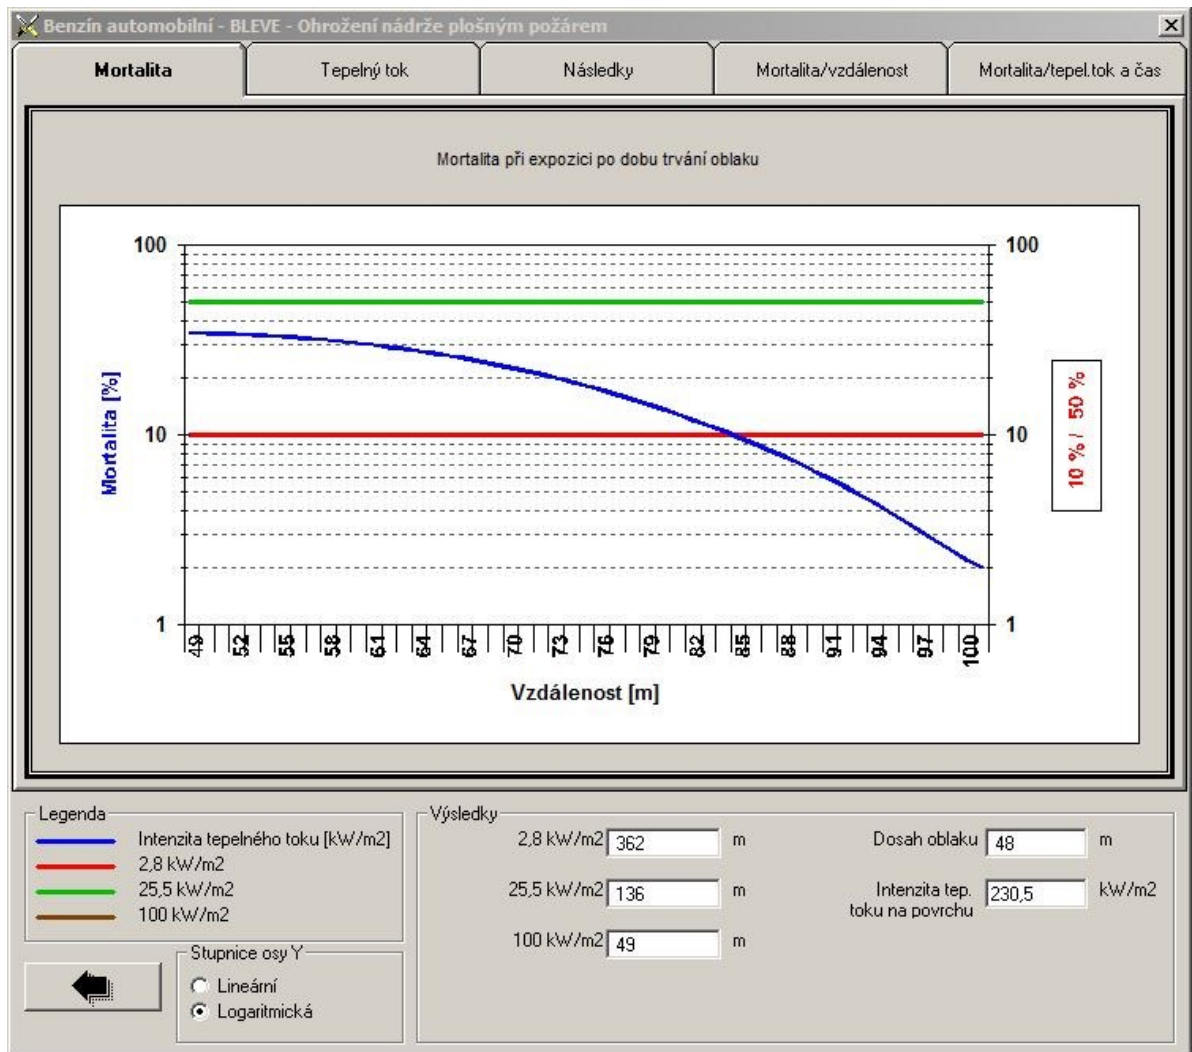 Benzín automobilní - BLEVE - Ohrožení nádrže plošným požárem
Mortalita
Tepelný tok
Následky
Mortalita/vzdálenost
Mortalita/tepel.tok a čas
Mortalita při expozici po dobu trvání oblaku
100
10
1
Mortalita [%]
100
10
1
10 % / 50 %
49 52 55 58 61 64 67 70 73 76 79 82 85 88 91 94 97 100
Vzdálenost [m]
Legenda
Intenzita tepelného toku [kW/m2]
2,8 kW/m2
25,5 kW/m2
100 kW/m2
Stupnice osy Y
Lineární
Logaritmická
Výsledky
2,8 kW/m2 362 m
25,5 kW/m2 136 m
100 kW/m2 49 m
Dosah oblaku 48 m
Intenzita tep. 230,5 kW/m2
toku na povrchu